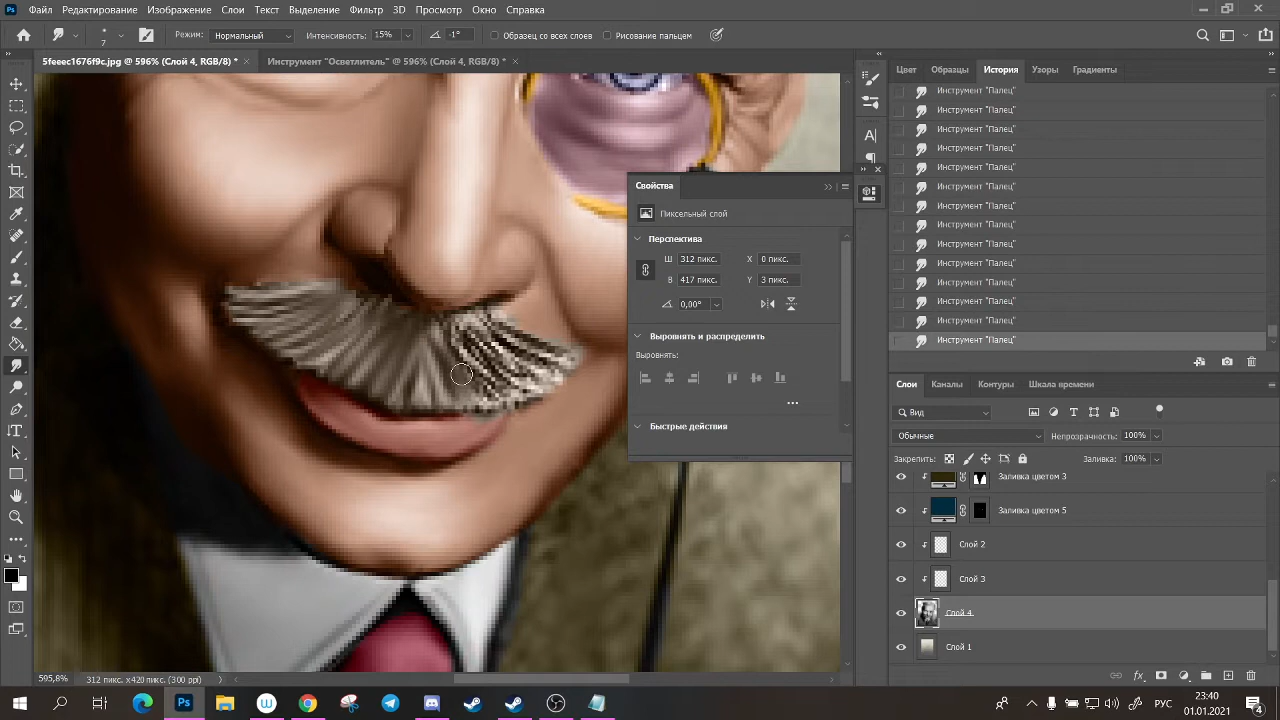 Ps Файл Редактирование Изображение Слои Текст Выделение Фильтр 3D Просмотр Окно Справка
7 Режим: Нормальный Интенсивность: 15% -1° Образец со всех слоев Рисование пальцем
5feeec1676f9c.jpg @ 596% (Слой 4, RGB/8) * Инструмент "Осветлитель" @ 596% (Слой 4, RGB/8) *
Цвет Образцы История Узоры Градиенты
Инструмент "Палец"
Инструмент "Палец"
Инструмент "Палец"
Инструмент "Палец"
Инструмент "Палец"
Инструмент "Палец"
Инструмент "Палец"
Инструмент "Палец"
Инструмент "Палец"
Инструмент "Палец"
Инструмент "Палец"
Инструмент "Палец"
Инструмент "Палец"
Инструмент "Палец"
Свойства
Пиксельный слой
Перспектива
Ш 312 пикс. X 0 пикс.
В 417 пикс. Y 3 пикс.
0,00°
Выровнять и распределить
Выровнять:
Быстрые действия
Слои Каналы Контуры Шкала времени
Вид
Обычные Непрозрачность: 100%
Закрепить: Заливка: 100%
Заливка цветом 3
Заливка цветом 5
Слой 2
Слой 3
Слой 4
Слой 1
595,8% 312 пикс. x420 пикс. (300 ppi)
Ps РУС 23:40
01.01.2021 4